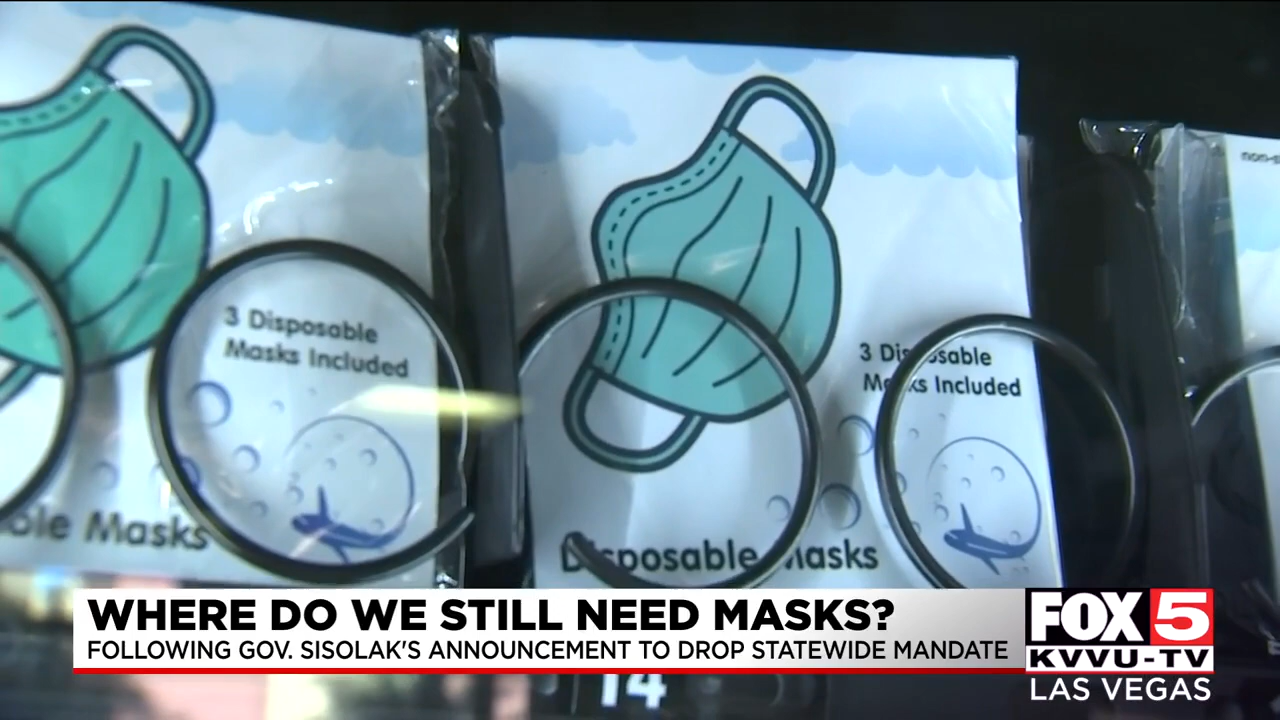 3 Disposable
Masks Included
ble Masks
3 Disposable
Masks Included
Disposable Masks
14
WHERE DO WE STILL NEED MASKS?
FOLLOWING GOV. SISOLAK'S ANNOUNCEMENT TO DROP STATEWIDE MANDATE
FOX 5
KVVU-TV
LAS VEGAS